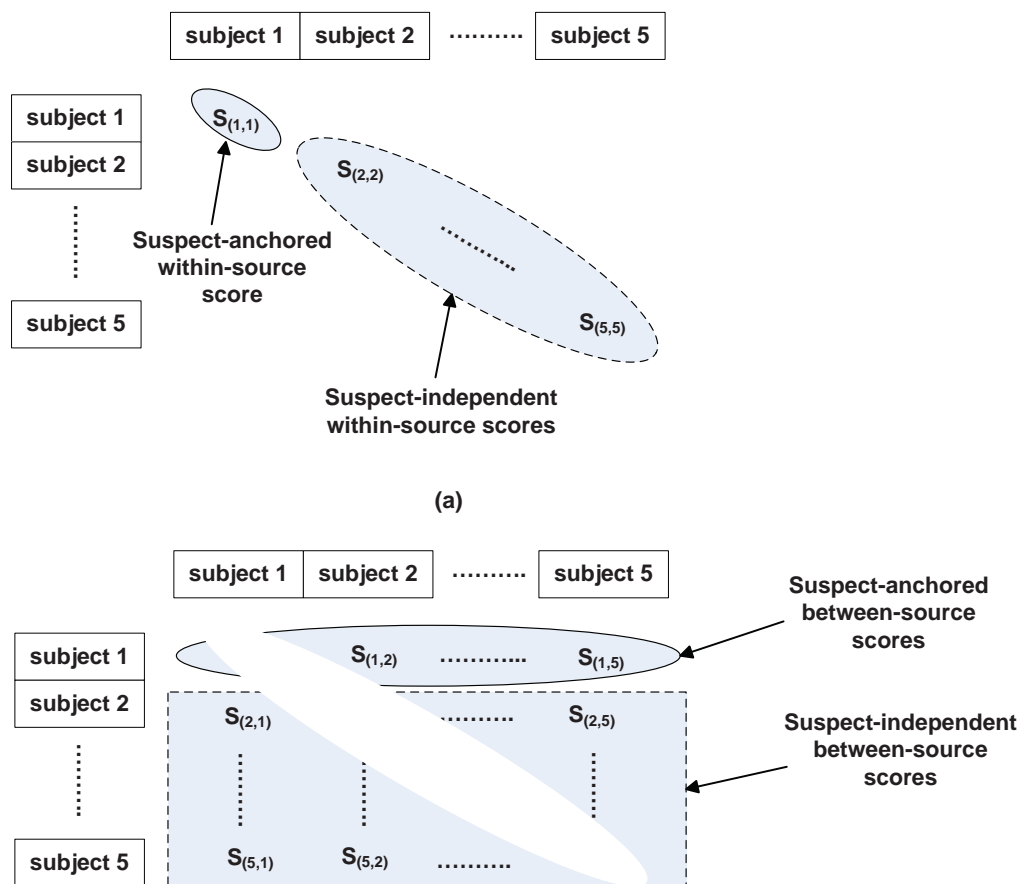 subject 1 subject 2 .......... subject 5
subject 1
S(1,1)
subject 2
S(2,2)
Suspect-anchored
within-source
score
subject 5
S(5,5)
Suspect-independent
within-source scores
(a)
subject 1 subject 2 .......... subject 5
Suspect-anchored
between-source
scores
subject 1
S(1,2) ............. S(1,5)
subject 2
S(2,1) .......... S(2,5)
Suspect-independent
between-source
scores
subject 5
S(5,1) S(5,2) ..........